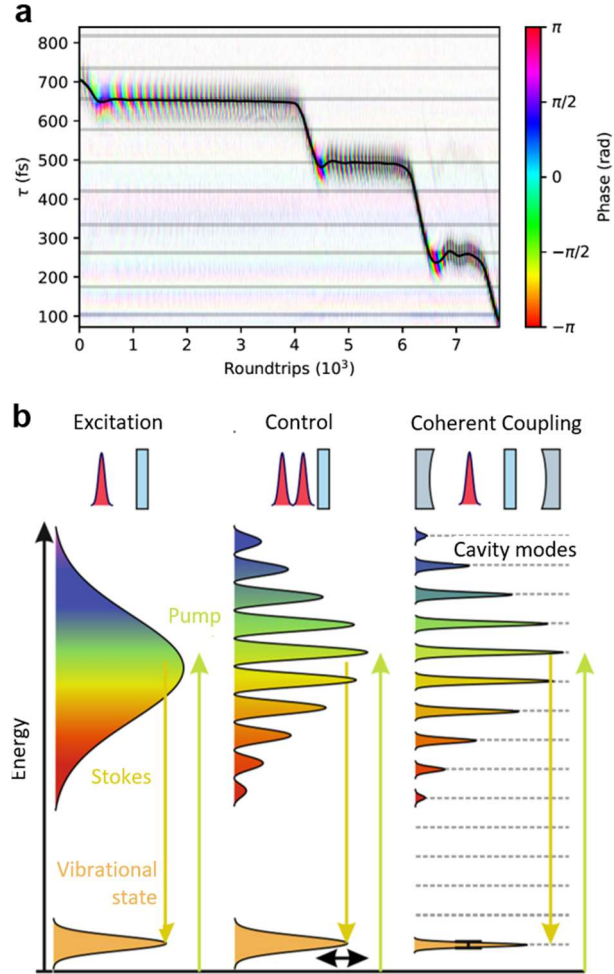 a
800
700
600
500
400
300
200
100
τ (fs)
0 1 2 3 4 5 6 7
Roundtrips (10³)
π
π/2
0
−π/2
−π
Phase (rad)
b
Excitation
Control
Coherent Coupling
Cavity modes
Pump
Energy
Stokes
Vibrational
state